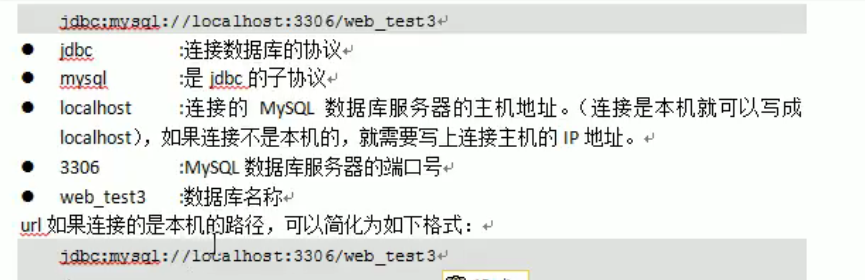 jdbc:mysql://localhost:3306/web_test3
● jdbc :连接数据库的协议
● mysql :是 jdbc 的子协议
● localhost :连接的 MySQL 数据库服务器的主机地址。（连接是本机就可以写成
localhost），如果连接不是本机的，就需要写上连接主机的 IP 地址。
● 3306 :MySQL 数据库服务器的端口号
● web_test3 :数据库名称
url 如果连接的是本机的路径，可以简化为如下格式：
jdbc:mysql://localhost:3306/web_test3